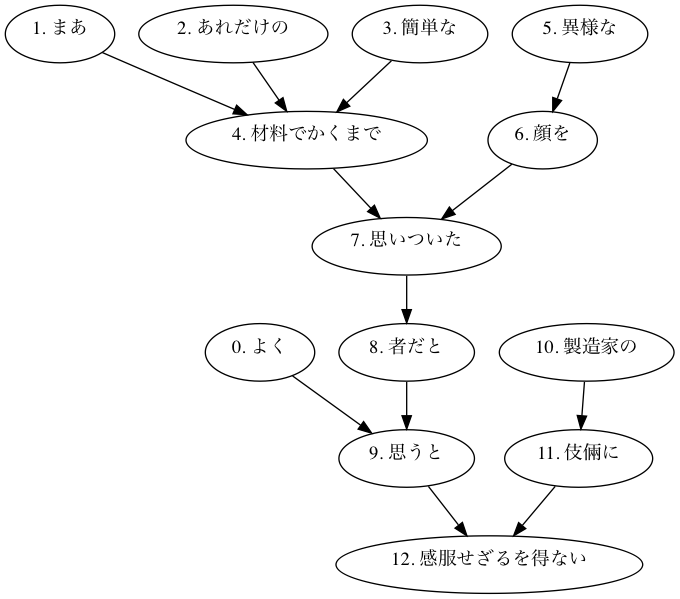 1. まあ
2. あれだけの
3. 簡単な
5. 異様な
4. 材料でかくまで
6. 顔を
7. 思いついた
0. よく
8. 者だと
10. 製造家の
9. 思うと
11. 伎倆に
12. 感服せざるを得ない